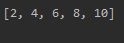 [2, 4, 6, 8, 10]